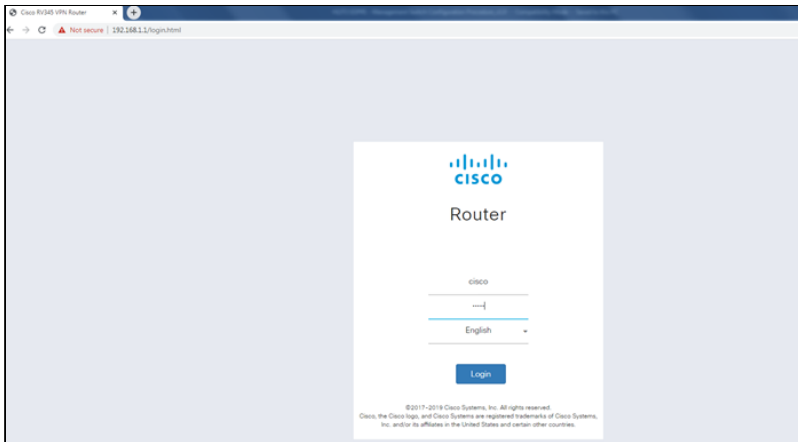 Cisco RV345 VPN Router
Not secure | 192.168.1.1/login.html
CISCO
Router
cisco
English
Login
©2017-2019 Cisco Systems, Inc. All rights reserved.
Cisco, the Cisco logo, and Cisco Systems are registered trademarks of Cisco Systems,
Inc. and/or its affiliates in the United States and certain other countries.